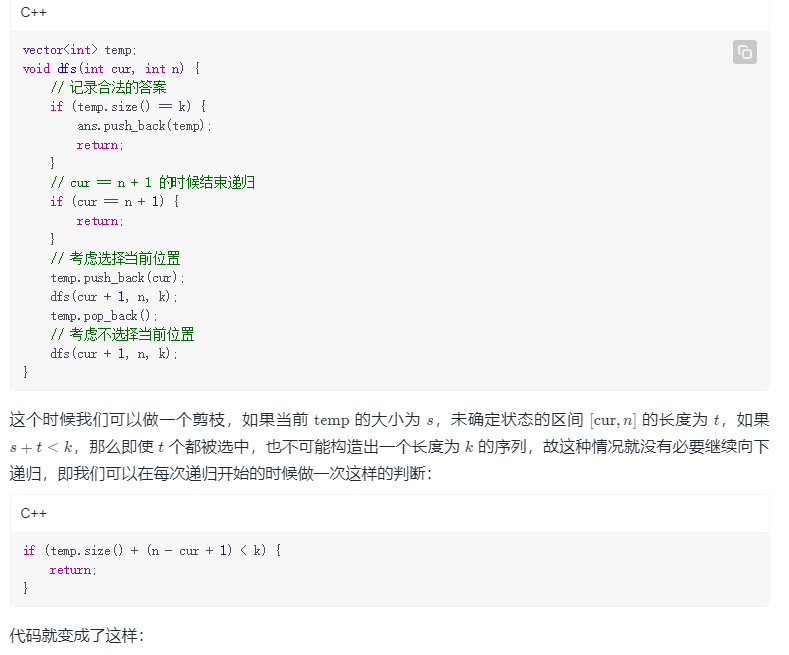 C++
vector<int> temp;
void dfs(int cur, int n) {
    // 记录合法的答案
    if (temp.size() == k) {
        ans.push_back(temp);
        return;
    }
    // cur == n + 1 的时候结束递归
    if (cur == n + 1) {
        return;
    }
    // 考虑选择当前位置
    temp.push_back(cur);
    dfs(cur + 1, n, k);
    temp.pop_back();
    // 考虑不选择当前位置
    dfs(cur + 1, n, k);
}
这个时候我们可以做一个剪枝，如果当前 temp 的大小为 s，未确定状态的区间 [cur, n] 的长度为 t，如果
s + t < k，那么即使 t 个都被选中，也不可能构造出一个长度为 k 的序列，故这种情况就没有必要继续向下
递归，即我们可以在每次递归开始的时候做一次这样的判断：
C++
if (temp.size() + (n - cur + 1) < k) {
    return;
}
代码就变成了这样：